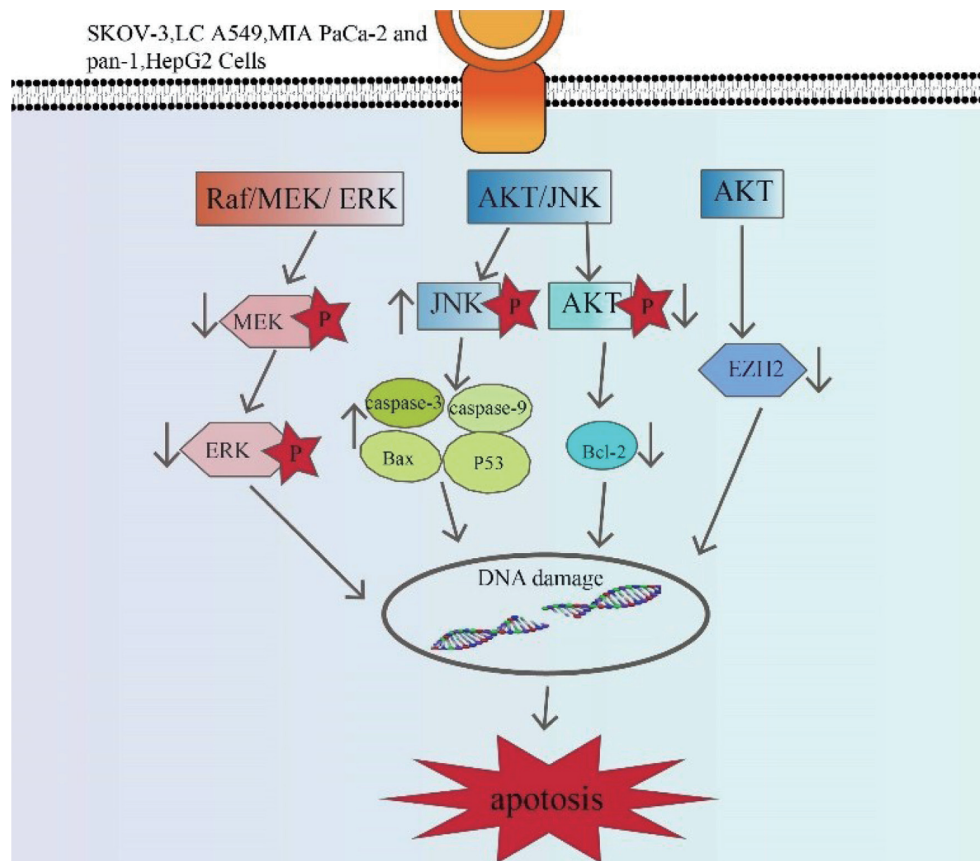 SKOV-3,LC A549,MIA PaCa-2 and
pan-1,HepG2 Cells
Raf/MEK/ ERK
AKT/JNK
AKT
MEK
P
JNK
P
AKT
P
EZH2
caspase-3
caspase-9
ERK
P
Bax
P53
Bcl-2
DNA damage
apotosis